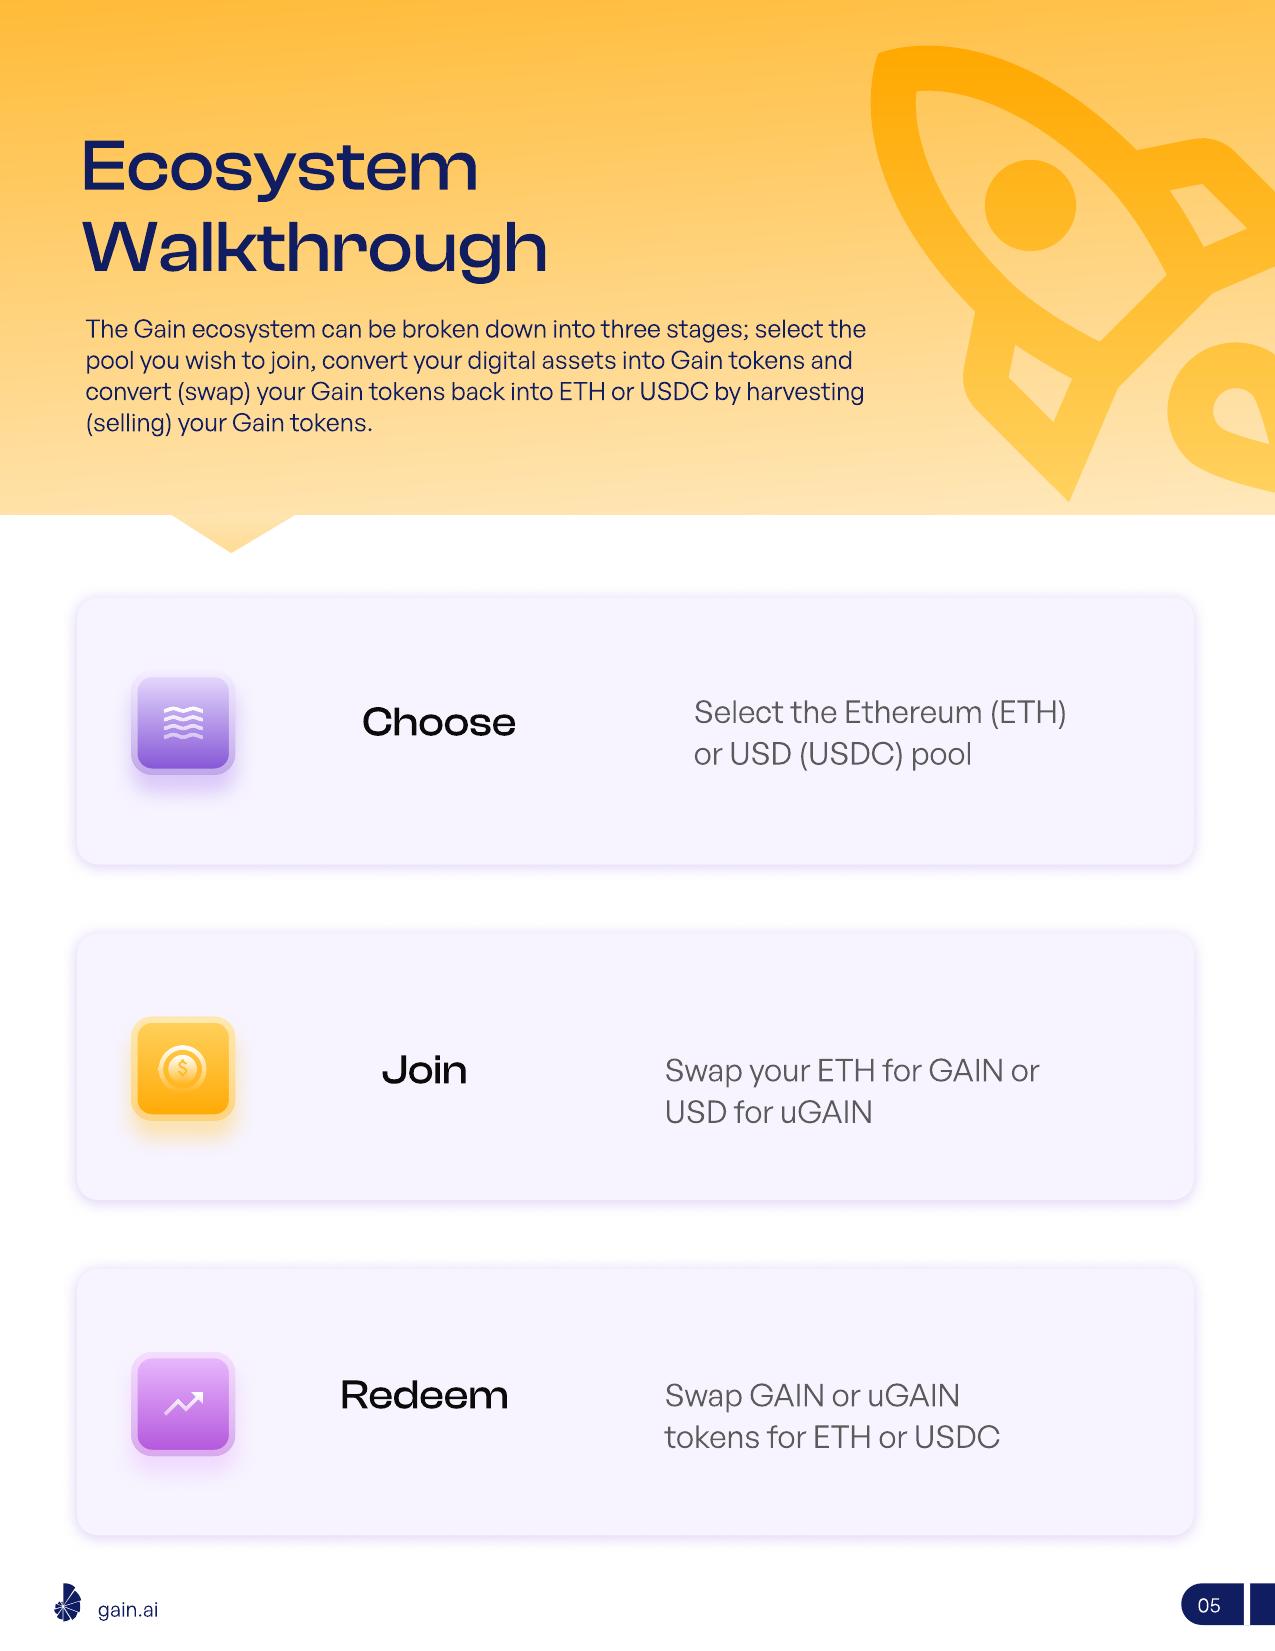 Ecosystem
Walkthrough
The Gain ecosystem can be broken down into three stages; select the
pool you wish to join, convert your digital assets into Gain tokens and
convert (swap) your Gain tokens back into ETH or USDC by harvesting
(selling) your Gain tokens.
Choose
Select the Ethereum (ETH)
or USD (USDC) pool
$
Join
Swap your ETH for GAIN or
USD for uGAIN
Redeem
Swap GAIN or uGAIN
tokens for ETH or USDC
gain.ai
05